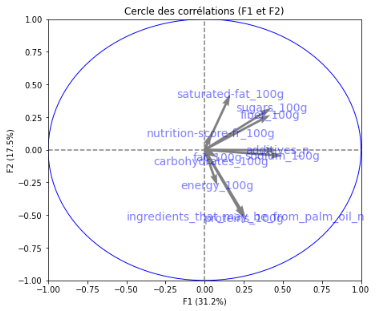 Cercle des corrélations (F1 et F2)
1.00
0.75
0.50
0.25
0.00
−0.25
−0.50
−0.75
−1.00
F2 (17.5%)
saturated-fat_100g
sugars_100g
fiber_100g
nutrition-score-fr_100g
additives_n
fat_100g
sodium_100g
carbohydrates_100g
energy_100g
ingredients_that_may_be_from_palm_oil_n
proteins_100g
−1.00 −0.75 −0.50 −0.25 0.00 0.25 0.50 0.75 1.00
F1 (31.2%)